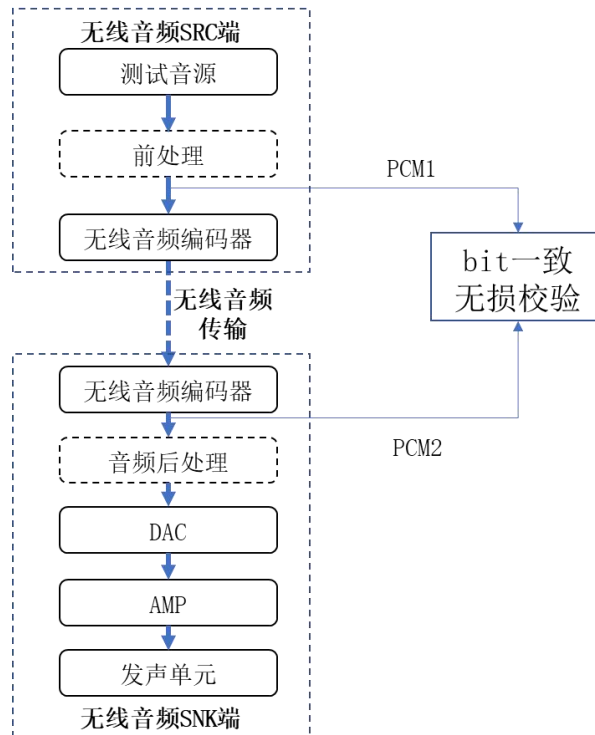 无线音频SRC端
测试音源
前处理
PCM1
无线音频编码器
bit一致
无损校验
无线音频
传输
无线音频编码器
PCM2
音频后处理
DAC
AMP
发声单元
无线音频SNK端